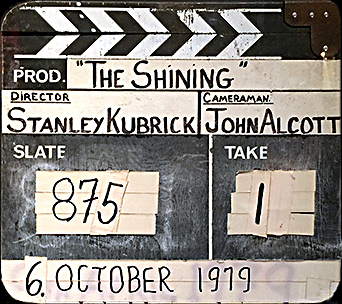 PROD. "THE SHINING"
DIRECTOR CAMERAMAN
STANLEY KUBRICK JOHN ALCOTT
SLATE TAKE
875 1
6. OCTOBER 1979